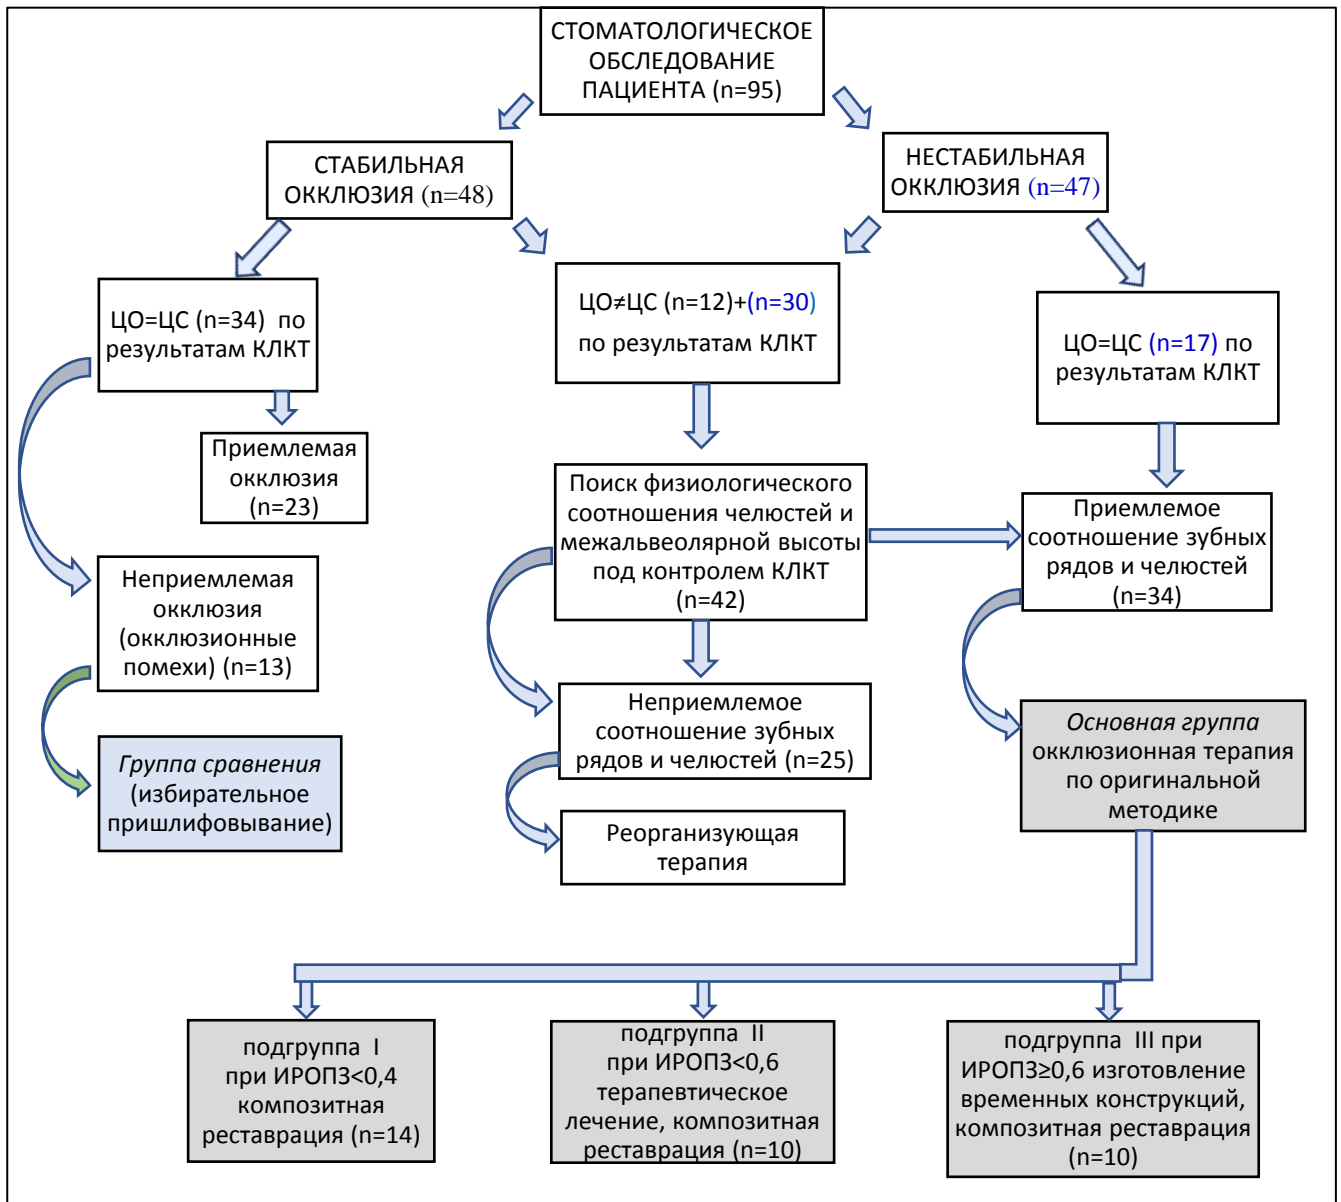 СТОМАТОЛОГИЧЕСКОЕ
ОБСЛЕДОВАНИЕ
ПАЦИЕНТА (n=95)
СТАБИЛЬНАЯ
ОККЛЮЗИЯ (n=48)
НЕСТАБИЛЬНАЯ
ОККЛЮЗИЯ (n=47)
ЦО=ЦС (n=34) по
результатам КЛКТ
ЦО≠ЦС (n=12)+(n=30)
по результатам КЛКТ
ЦО=ЦС (n=17) по
результатам КЛКТ
Приемлемая
окклюзия
(n=23)
Поиск физиологического
соотношения челюстей и
межальвеолярной высоты
под контролем КЛКТ
(n=42)
Приемлемое
соотношение зубных
рядов и челюстей
(n=34)
Неприемлемая
окклюзия
(окклюзионные
помехи) (n=13)
Неприемлемое
соотношение зубных
рядов и челюстей (n=25)
Основная группа
окклюзионная терапия
по оригинальной
методике
Группа сравнения
(избирательное
пришлифовывание)
Реорганизующая
терапия
подгруппа I
при ИРОПЗ<0,4
композитная
реставрация (n=14)
подгруппа II
при ИРОПЗ<0,6
терапевтическое
лечение, композитная
реставрация (n=10)
подгруппа III при
ИРОПЗ≥0,6 изготовление
временных конструкций,
композитная реставрация
(n=10)